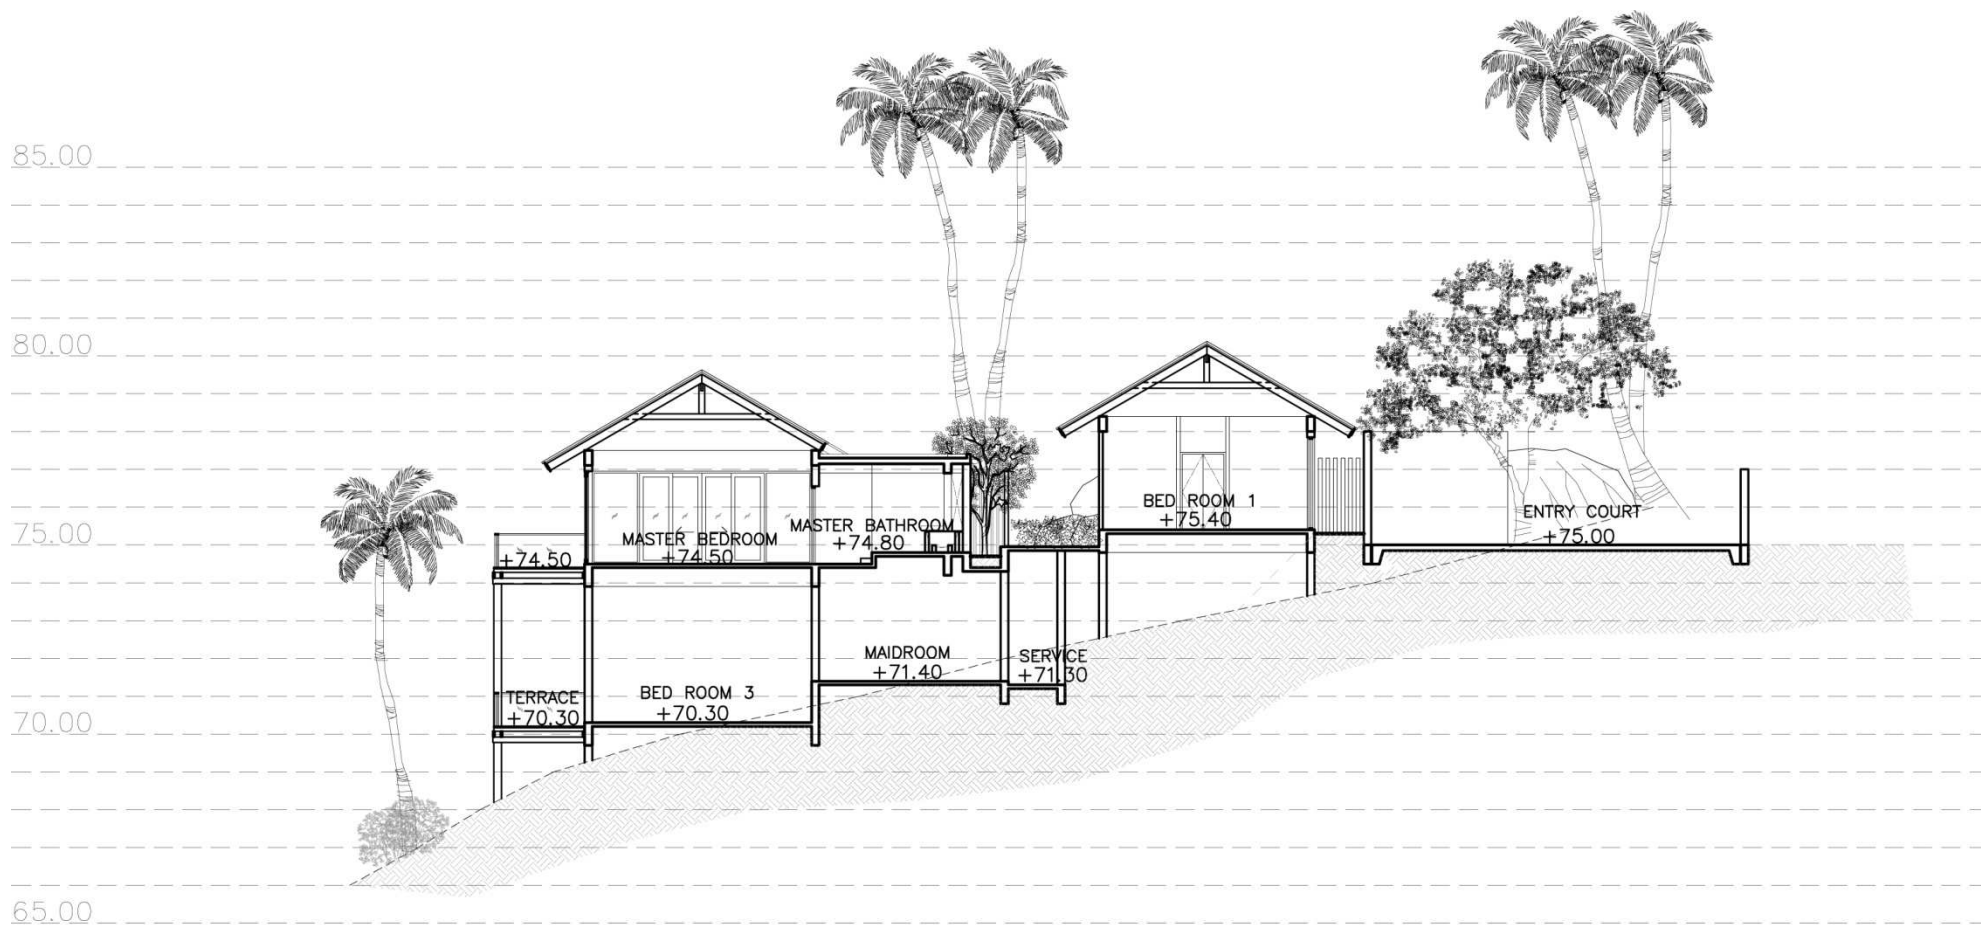 85.00
80.00
75.00
70.00
65.00
BED ROOM 1
+75.40
ENTRY COURT
+75.00
MASTER BATHROOM
+74.80
MASTER BEDROOM
+74.50
+74.50
MAIDROOM
+71.40
SERVICE
+71.30
TERRACE
+70.30
BED ROOM 3
+70.30